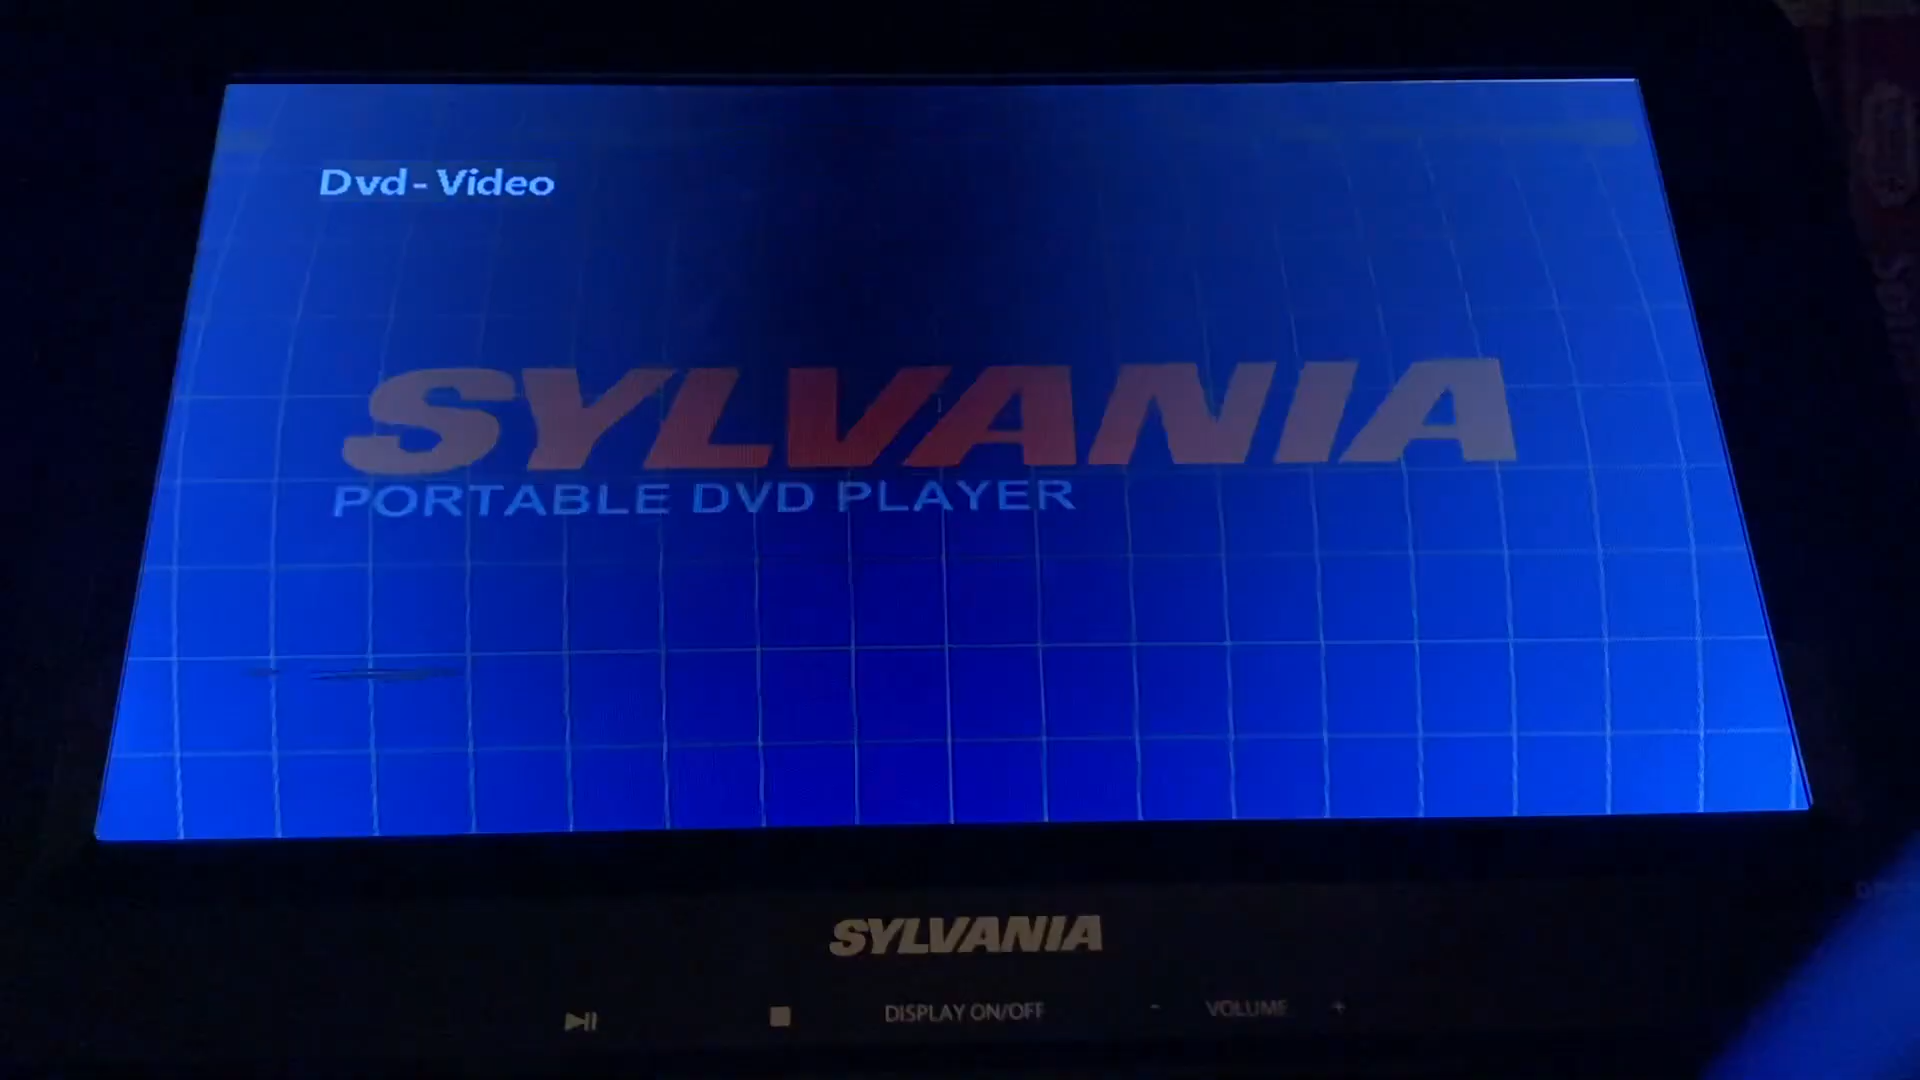 Dvd-Video
SYLVANIA
PORTABLE DVD PLAYER
SYLVANIA
DISPLAY ON/OFF - VOLUME +